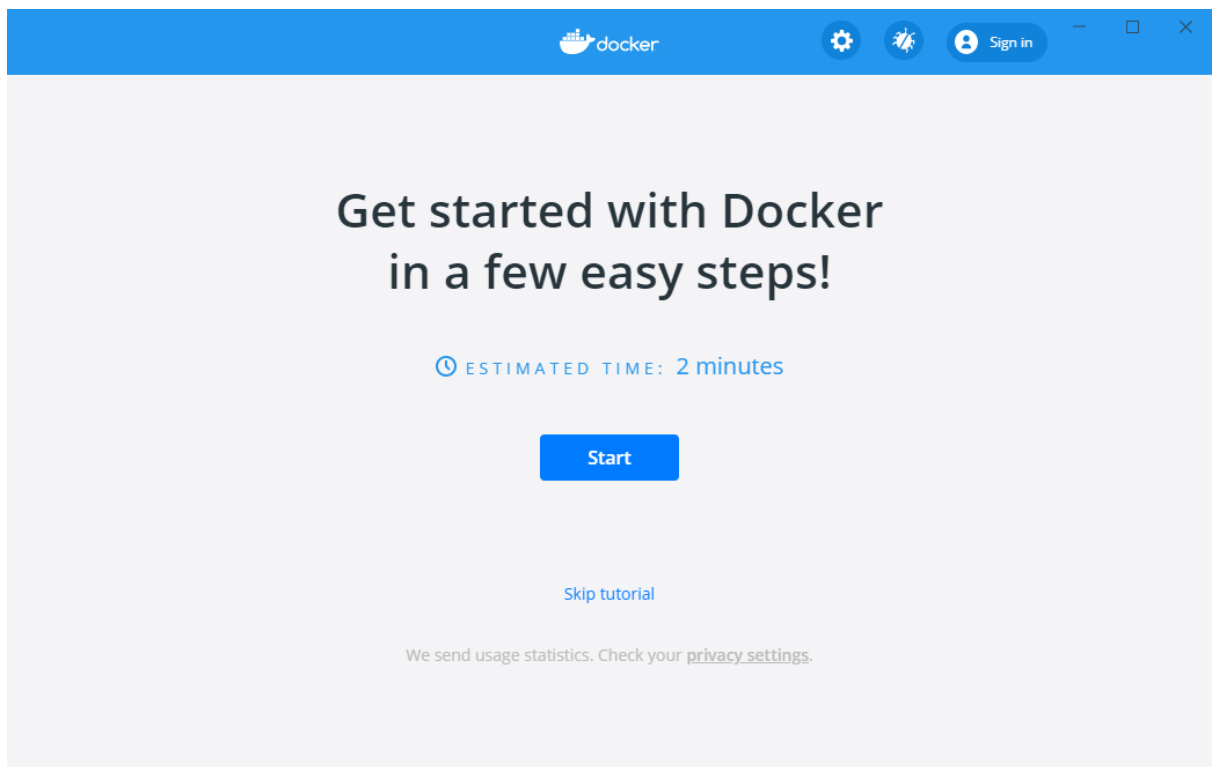 docker
Sign in
Get started with Docker
in a few easy steps!
ESTIMATED TIME: 2 minutes
Start
Skip tutorial
We send usage statistics. Check your privacy settings.